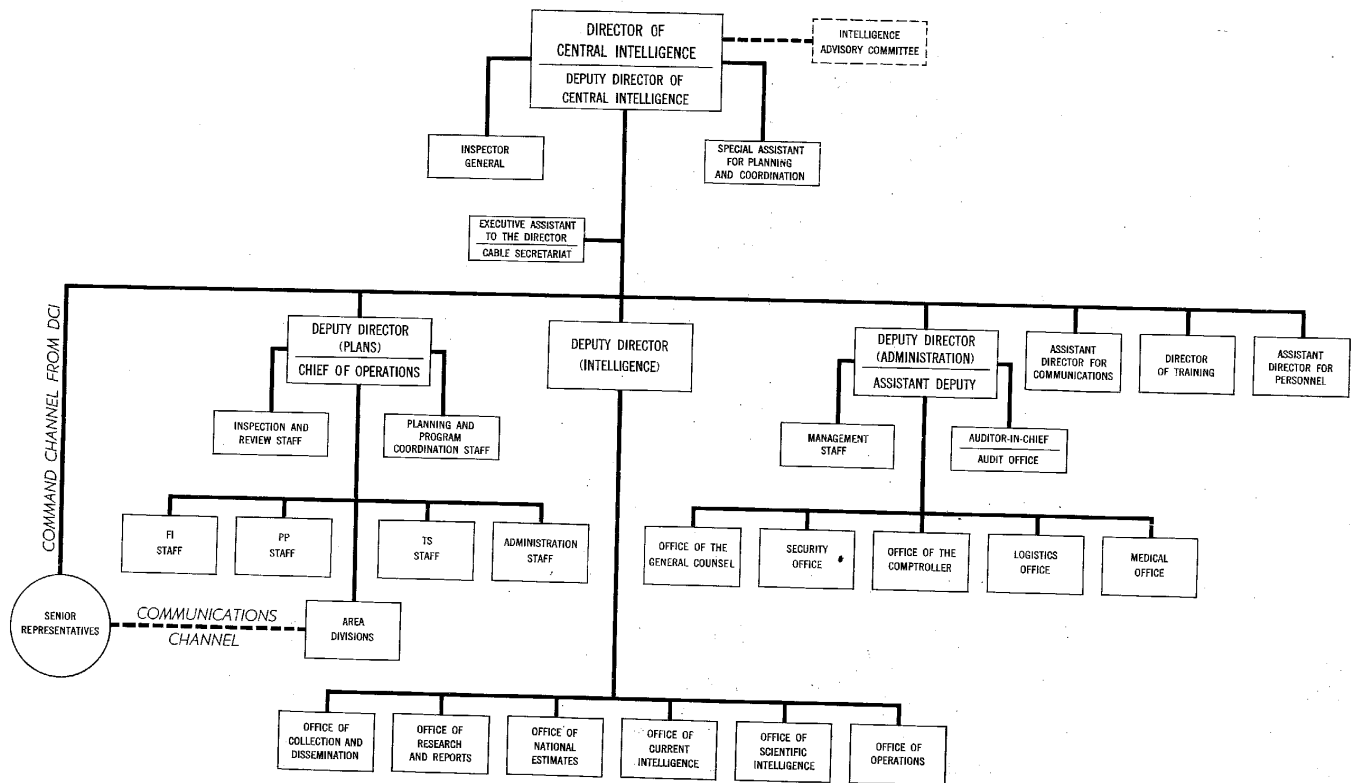 DIRECTOR OF
CENTRAL INTELLIGENCE
DEPUTY DIRECTOR OF
CENTRAL INTELLIGENCE
INTELLIGENCE
ADVISORY COMMITTEE
INSPECTOR
GENERAL
SPECIAL ASSISTANT
FOR PLANNING
AND COORDINATION
EXECUTIVE ASSISTANT
TO THE DIRECTOR
CABLE SECRETARIAT
COMMAND CHANNEL FROM DCI
DEPUTY DIRECTOR
(PLANS)
CHIEF OF OPERATIONS
DEPUTY DIRECTOR
(INTELLIGENCE)
DEPUTY DIRECTOR
(ADMINISTRATION)
ASSISTANT DEPUTY
ASSISTANT
DIRECTOR FOR
COMMUNICATIONS
DIRECTOR
OF TRAINING
ASSISTANT
DIRECTOR FOR
PERSONNEL
INSPECTION AND
REVIEW STAFF
PLANNING AND
PROGRAM
COORDINATION STAFF
MANAGEMENT
STAFF
AUDITOR-IN-CHIEF
AUDIT OFFICE
FI
STAFF
PP
STAFF
TS
STAFF
ADMINISTRATION
STAFF
OFFICE OF THE
GENERAL COUNSEL
SECURITY
OFFICE
OFFICE OF THE
COMPTROLLER
LOGISTICS
OFFICE
MEDICAL
OFFICE
SENIOR
REPRESENTATIVES
COMMUNICATIONS
CHANNEL
AREA
DIVISIONS
OFFICE OF
COLLECTION AND
DISSEMINATION
OFFICE OF
RESEARCH
AND REPORTS
OFFICE OF
NATIONAL
ESTIMATES
OFFICE OF
CURRENT
INTELLIGENCE
OFFICE OF
SCIENTIFIC
INTELLIGENCE
OFFICE OF
OPERATIONS